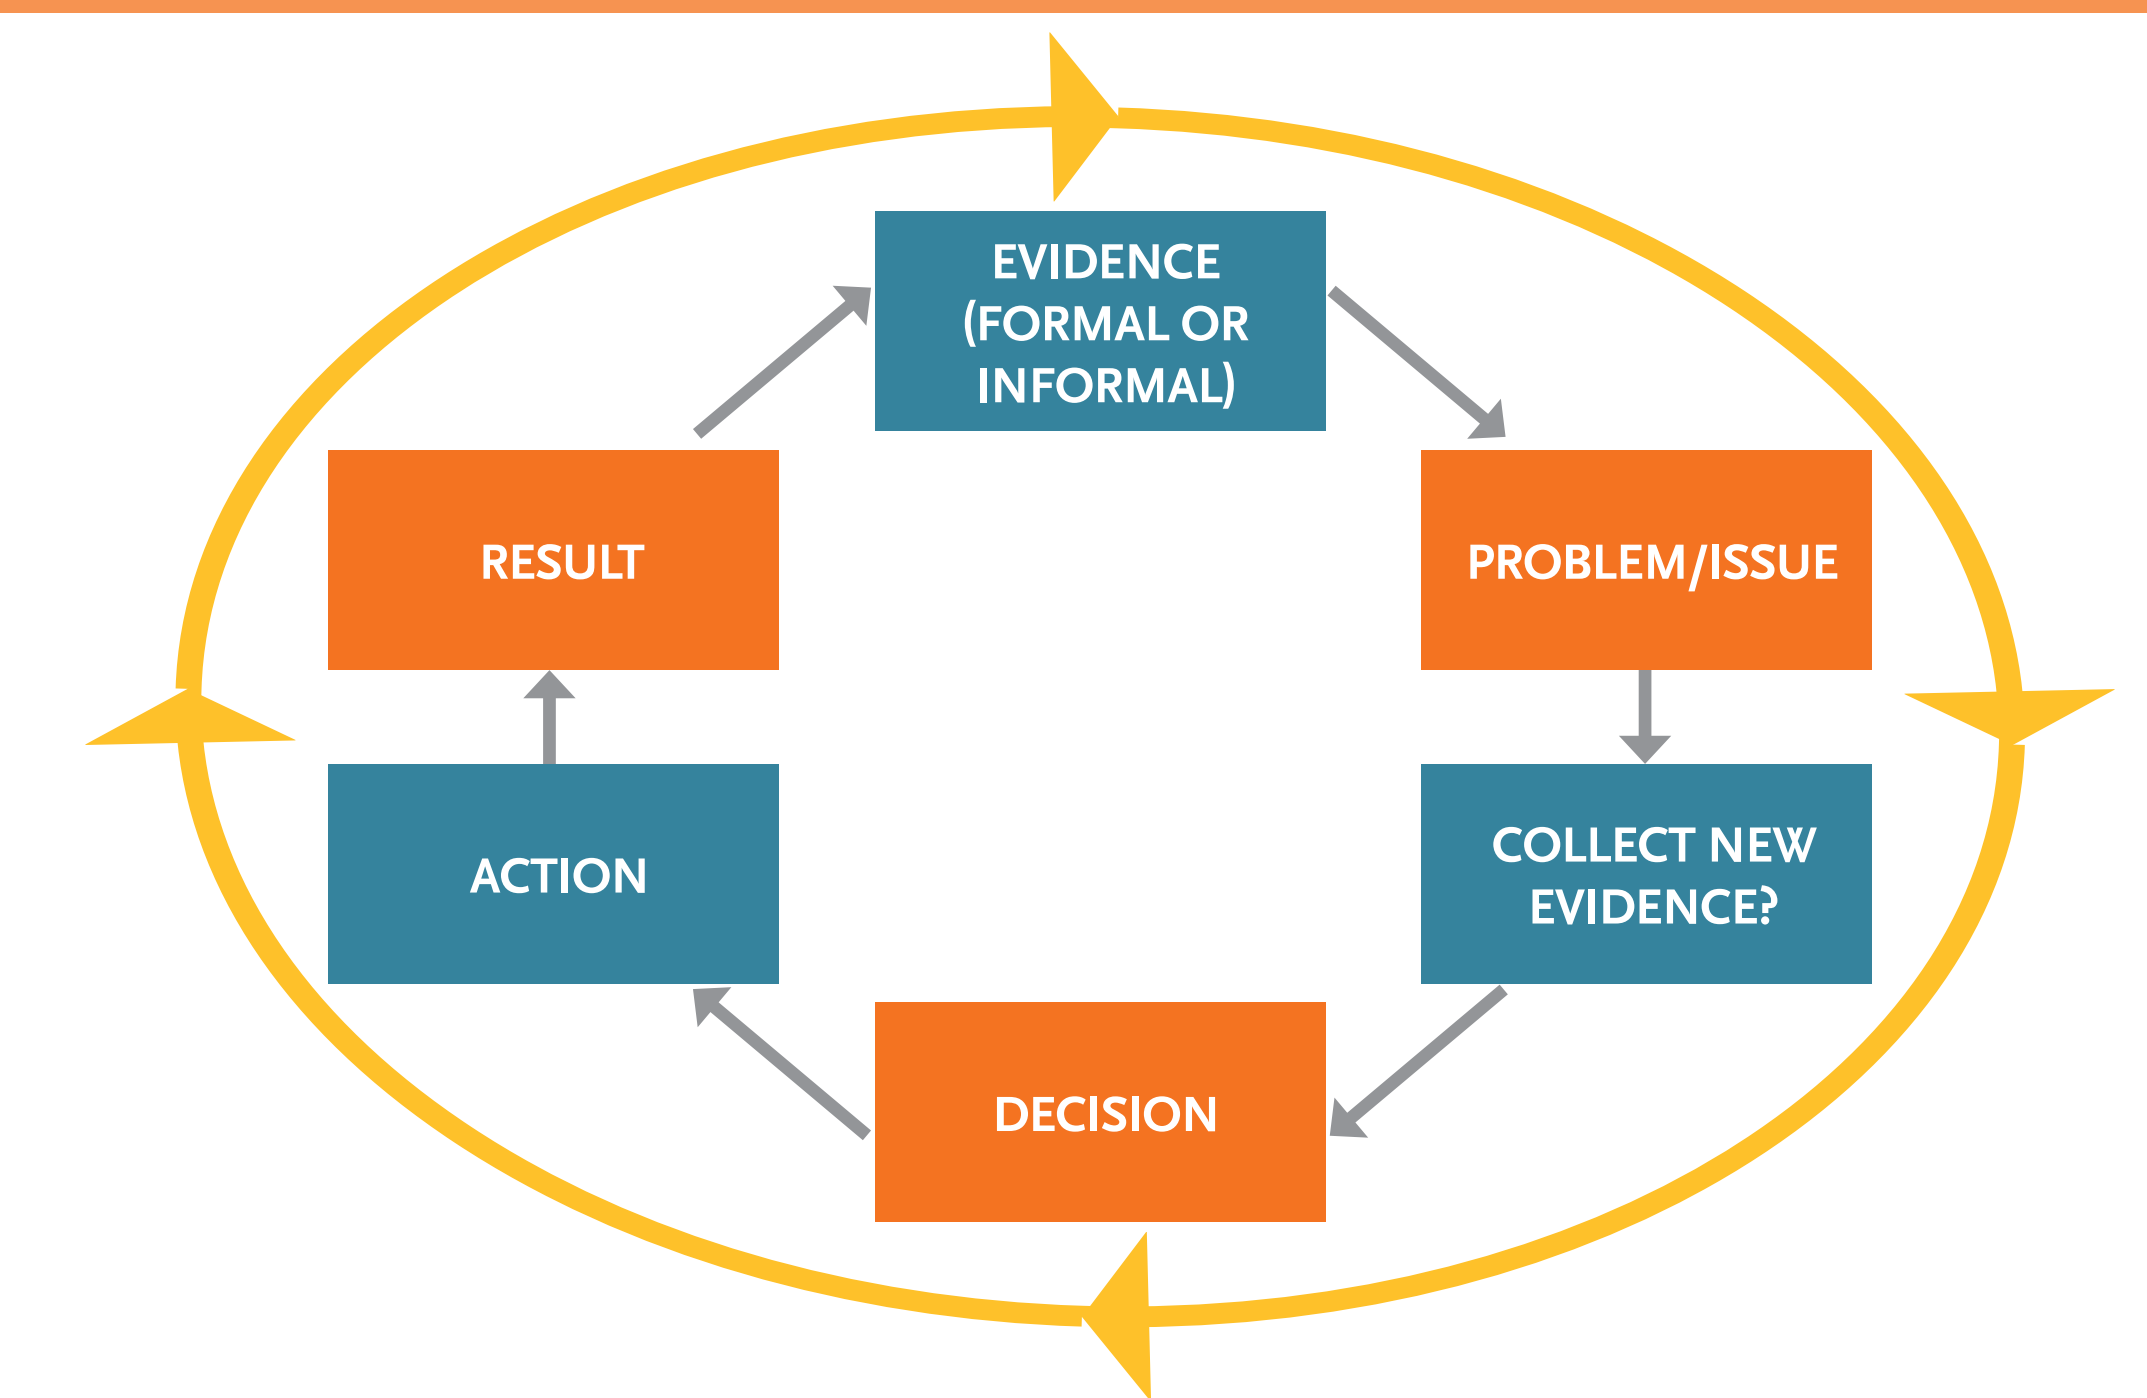 EVIDENCE
(FORMAL OR
INFORMAL)
PROBLEM/ISSUE
COLLECT NEW
EVIDENCE?
DECISION
ACTION
RESULT